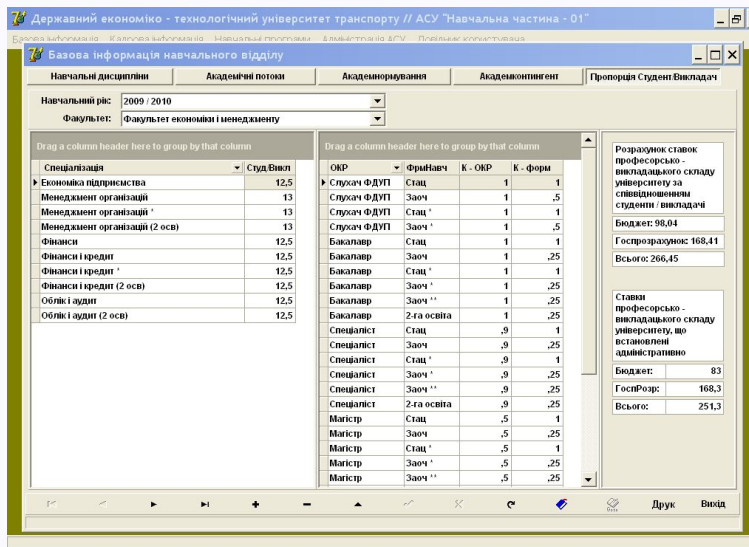 Державний економіко - технологічний університет транспорту // АСУ "Навчальна частина - 01"
Базова інформація Кадрова інформація Навчальні програми Адміністрація АСУ Довідник користувача
Базова інформація навчального відділу
Навчальні дисципліни Академічні потоки Академнормування Академконтингент Пропорція Студент/Викладач
Навчальний рік: 2009 / 2010
Факультет: Факультет економіки і менеджменту
Drag a column header here to group by that column
Спеціалізація Студ/Викл
Економіка підприємства 12,5
Менеджмент організацій 13
Менеджмент організацій * 13
Менеджмент організацій (2 осв) 13
Фінанси 12,5
Фінанси і кредит 12,5
Фінанси і кредит * 12,5
Фінанси і кредит (2 осв) 12,5
Облік і аудит 12,5
Облік і аудит (2 осв) 12,5
Drag a column header here to group by that column
ОКР ФрмНавч К - ОКР К - форм
Слухач ФДУП Стац 1 1
Слухач ФДУП Заоч 1 ,5
Слухач ФДУП Стац * 1 1
Слухач ФДУП Заоч * 1 ,5
Бакалавр Стац 1 1
Бакалавр Заоч 1 ,25
Бакалавр Стац * 1 1
Бакалавр Заоч * 1 ,25
Бакалавр Заоч ** 1 ,25
Бакалавр 2-га освіта 1 ,25
Спеціаліст Стац ,9 1
Спеціаліст Заоч ,9 ,25
Спеціаліст Стац * ,9 1
Спеціаліст Заоч * ,9 ,25
Спеціаліст Заоч ** ,9 ,25
Спеціаліст 2-га освіта ,9 ,25
Магістр Стац ,5 1
Магістр Заоч ,5 ,25
Магістр Стац * ,5 1
Магістр Заоч * ,5 ,25
Магістр Заоч ** ,5 ,25
Розрахунок ставок
професорсько -
викладацького складу
університету за
співвідношенням
студенти / викладачі
Бюджет: 98,04
Госпрозрахунок: 168,41
Всього: 266,45
Ставки
професорсько -
викладацького складу
університету, що
встановлені
адміністративно
Бюджет: 83
ГоспРозр: 168,3
Всього: 251,3
Друк Вихід